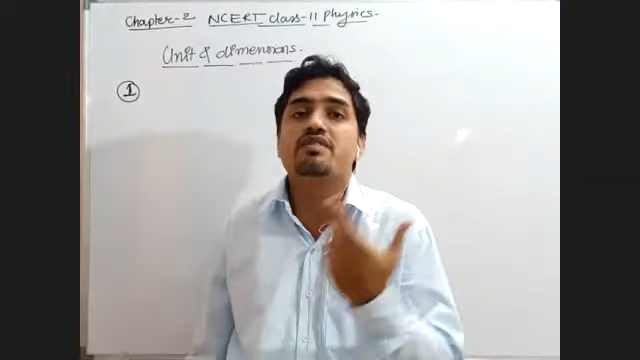 Chapter-2 NCERT class-11 Physics.
Unit & dimensions.
1